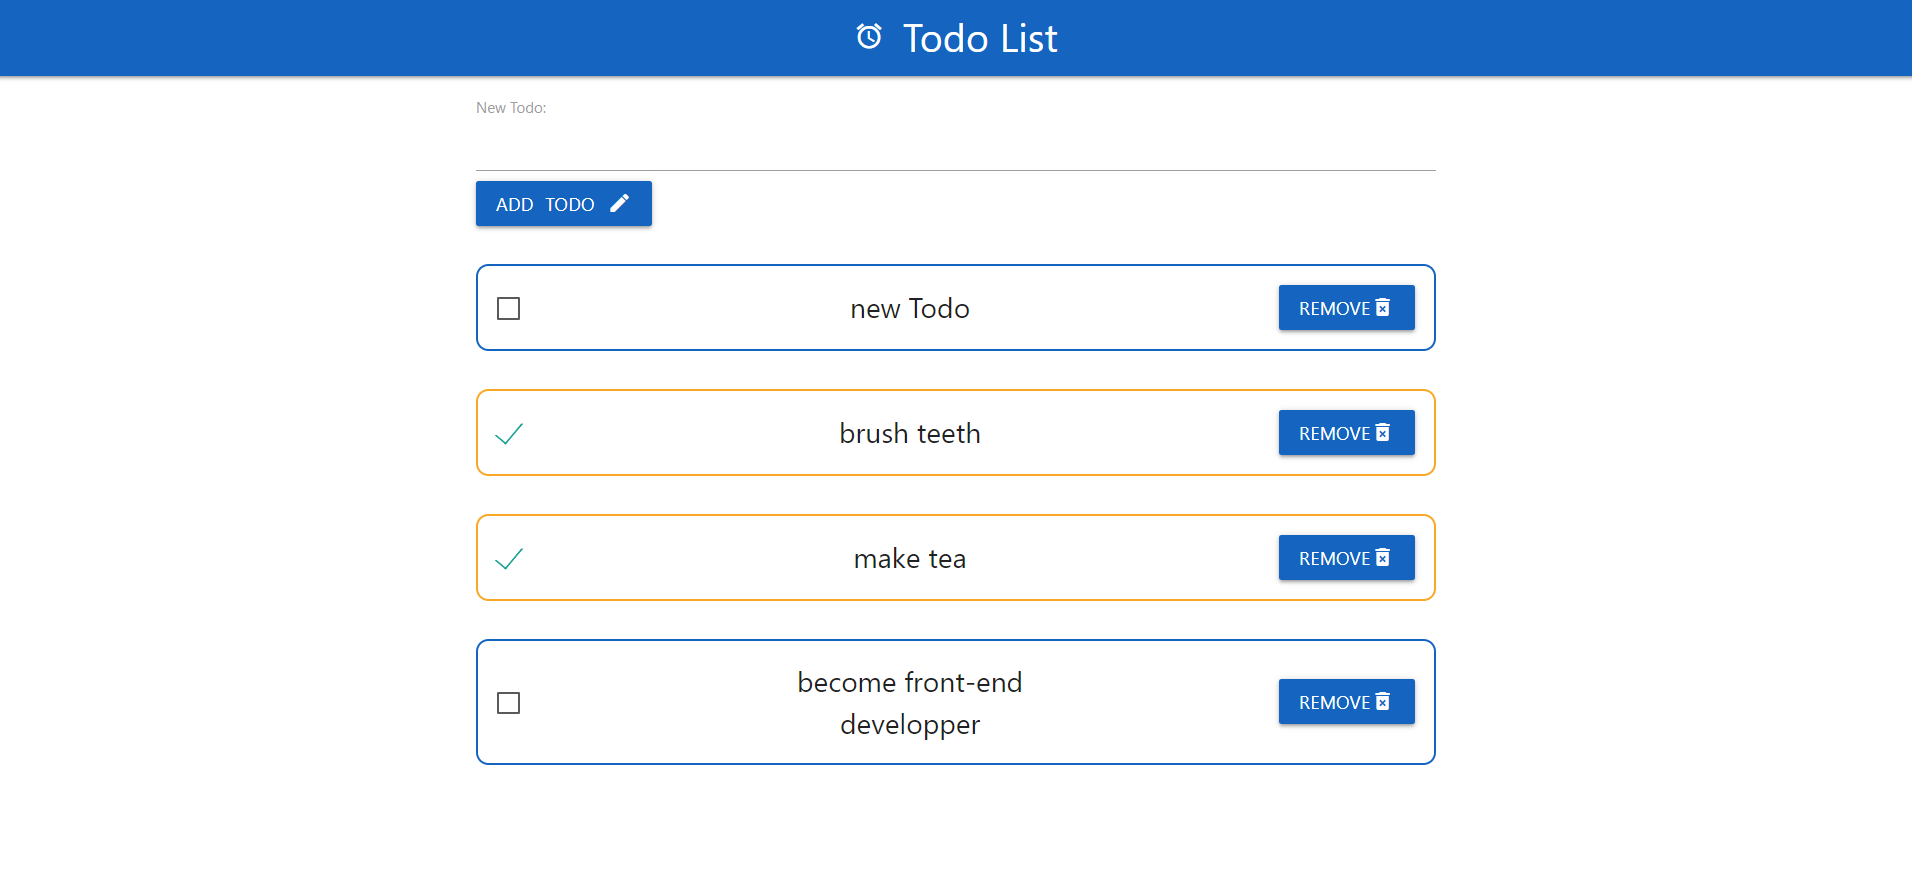 Todo List
New Todo:
ADD TODO
new Todo
REMOVE
brush teeth
REMOVE
make tea
REMOVE
become front-end
developper
REMOVE